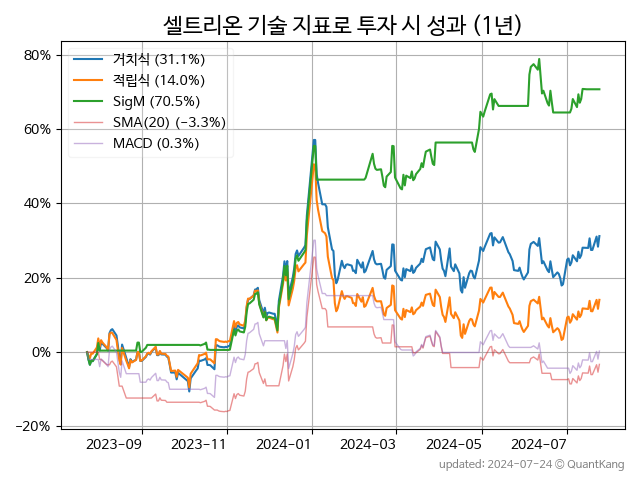 셀트리온 기술 지표로 투자 시 성과 (1년)
80%
60%
40%
20%
0%
−20%
거치식 (31.1%)
적립식 (14.0%)
SigM (70.5%)
SMA(20) (−3.3%)
MACD (0.3%)
2023-09
2023-11
2024-01
2024-03
2024-05
2024-07
updated: 2024-07-24 © QuantKang